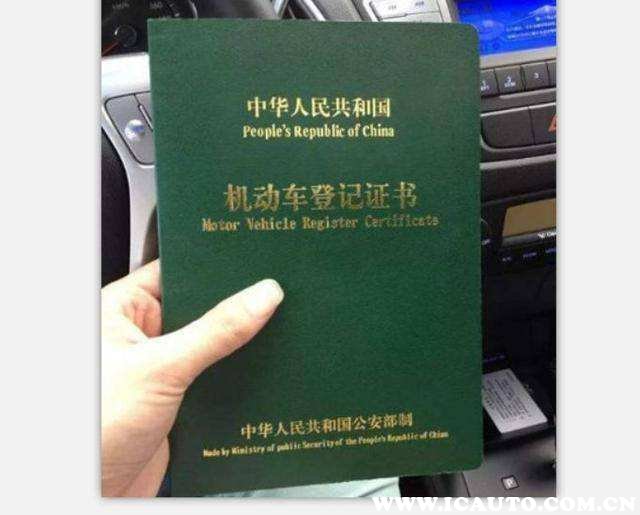 中华人民共和国
People's Republic of China
机动车登记证书
Motor Vehicle Register Certificate
中华人民共和国公安部制
Made by Ministry of public Security of the People's Republic of Chian
WWW.ICAUTO.COM.CN